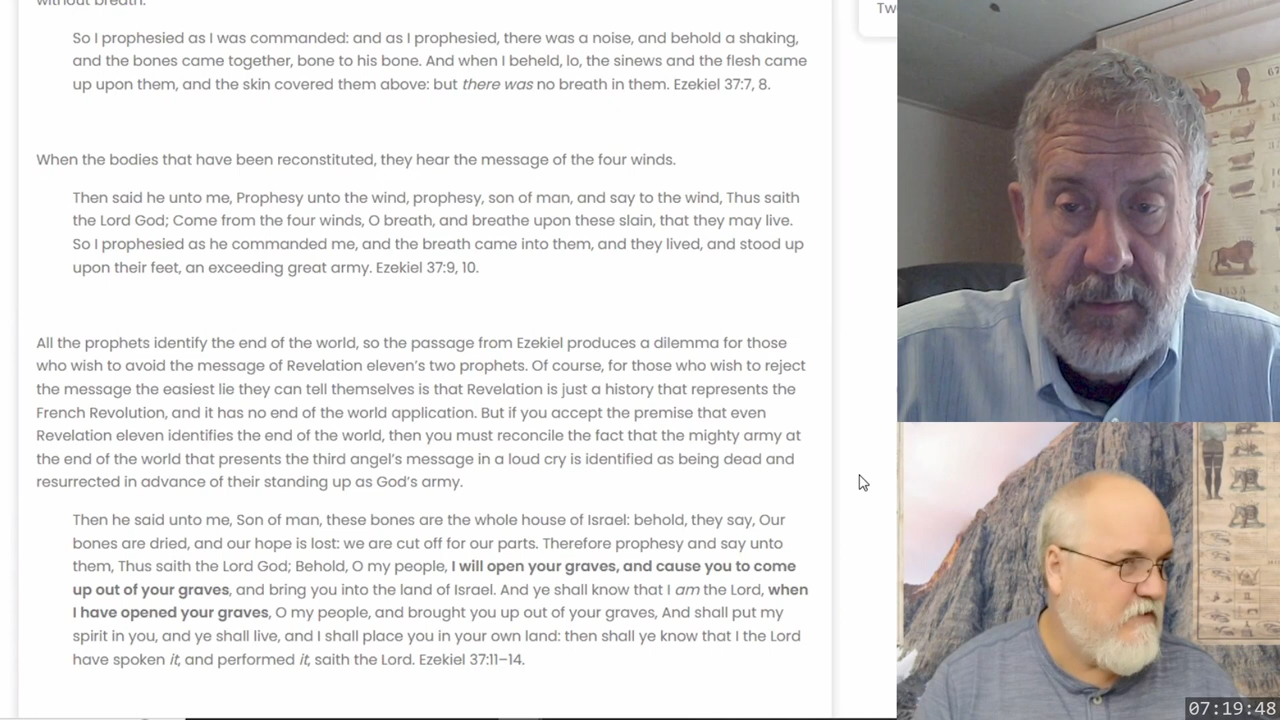 without breath.
Tw
So I prophesied as I was commanded: and as I prophesied, there was a noise, and behold a shaking,
and the bones came together, bone to his bone. And when I beheld, lo, the sinews and the flesh came
up upon them, and the skin covered them above: but there was no breath in them. Ezekiel 37:7, 8.
When the bodies that have been reconstituted, they hear the message of the four winds.
Then said he unto me, Prophesy unto the wind, prophesy, son of man, and say to the wind, Thus saith
the Lord God; Come from the four winds, O breath, and breathe upon these slain, that they may live.
So I prophesied as he commanded me, and the breath came into them, and they lived, and stood up
upon their feet, an exceeding great army. Ezekiel 37:9, 10.
All the prophets identify the end of the world, so the passage from Ezekiel produces a dilemma for those
who wish to avoid the message of Revelation eleven’s two prophets. Of course, for those who wish to reject
the message the easiest lie they can tell themselves is that Revelation is just a history that represents the
French Revolution, and it has no end of the world application. But if you accept the premise that even
Revelation eleven identifies the end of the world, then you must reconcile the fact that the mighty army at
the end of the world that presents the third angel’s message in a loud cry is identified as being dead and
resurrected in advance of their standing up as God’s army.
Then he said unto me, Son of man, these bones are the whole house of Israel: behold, they say, Our
bones are dried, and our hope is lost: we are cut off for our parts. Therefore prophesy and say unto
them, Thus saith the Lord God; Behold, O my people, I will open your graves, and cause you to come
up out of your graves, and bring you into the land of Israel. And ye shall know that I am the Lord, when
I have opened your graves, O my people, and brought you up out of your graves, And shall put my
spirit in you, and ye shall live, and I shall place you in your own land: then shall ye know that I the Lord
have spoken it, and performed it, saith the Lord. Ezekiel 37:11–14.
07:19:48